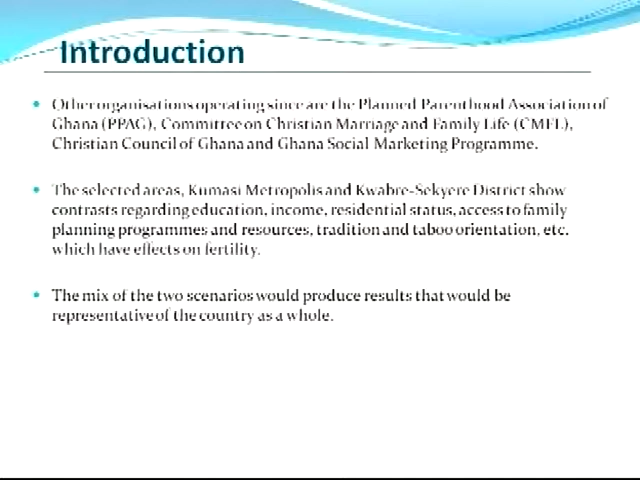 Introduction
Other organisations operating since are the Planned Parenthood Association of
Ghana (PPAG), Committee on Christian Marriage and Family Life (CMFL),
Christian Council of Ghana and Ghana Social Marketing Programme.
The selected areas, Kumasi Metropolis and Kwabre-Sekyere District show
contrasts regarding education, income, residential status, access to family
planning programmes and resources, tradition and taboo orientation, etc.
which have effects on fertility.
The mix of the two scenarios would produce results that would be
representative of the country as a whole.